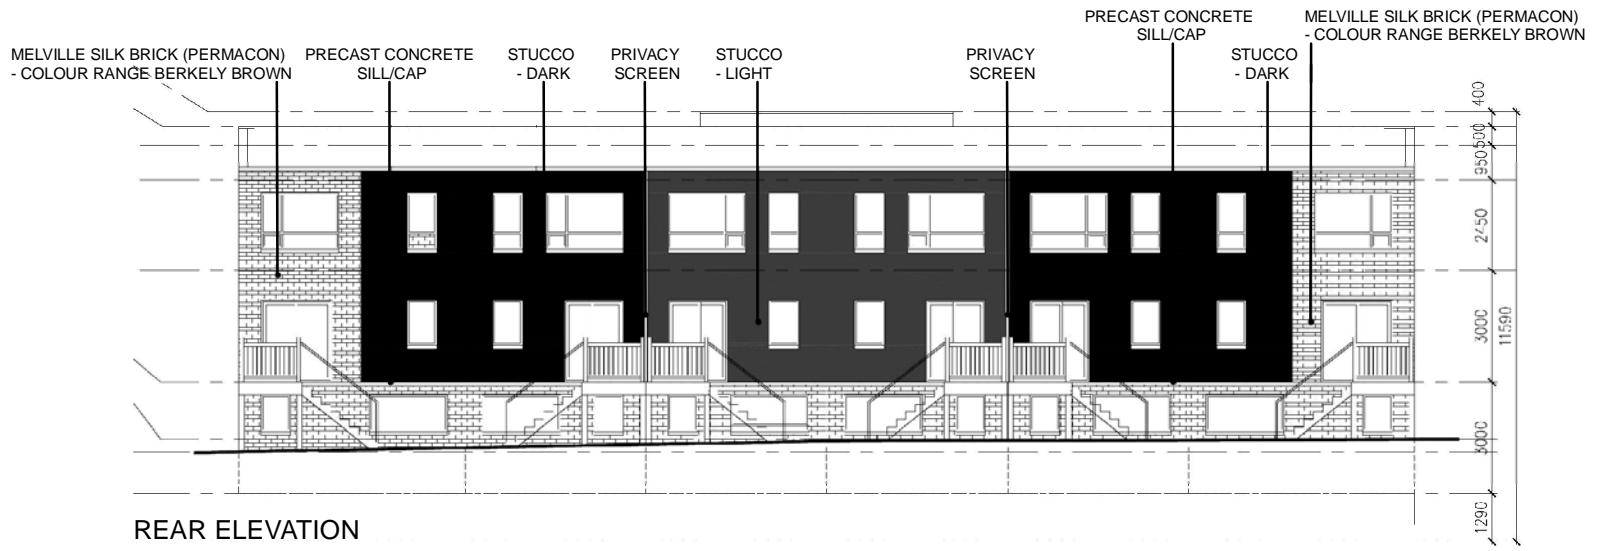 PRECAST CONCRETE
SILL/CAP
MELVILLE SILK BRICK (PERMACON)
- COLOUR RANGE BERKELY BROWN
MELVILLE SILK BRICK (PERMACON)
- COLOUR RANGE BERKELY BROWN
PRECAST CONCRETE
SILL/CAP
STUCCO
- DARK
PRIVACY
SCREEN
STUCCO
- LIGHT
PRIVACY
SCREEN
STUCCO
- DARK
400
500
950
2450
3000
11590
3000
1290
REAR ELEVATION